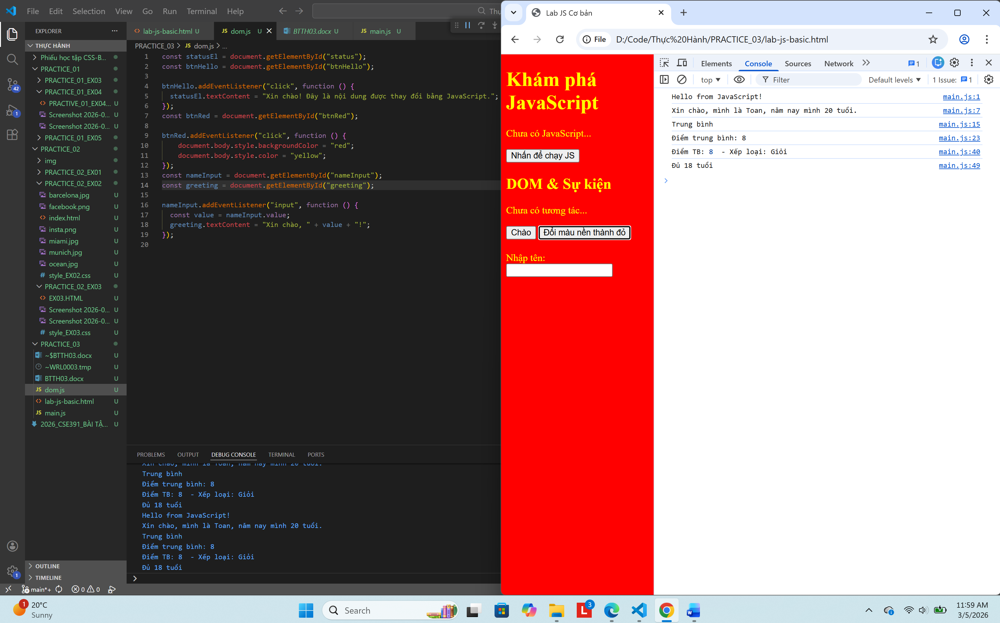 File Edit Selection View Go Run Terminal Help
EXPLORER
THỰC HÀNH
Phiếu học tập CSS-B...
PRACTICE_01
PRACTICE_01_EX03
PRACTICE_01_EX04
PRACTIVE_01_EX04... U
Screenshot 2026-0... U
Screenshot 2026-0... U
PRACTICE_01_EX05
PRACTICE_02
img
PRACTICE_02_EX01
PRACTICE_02_EX02
barcelona.jpg U
facebook.png U
index.html U
insta.png U
miami.jpg U
munich.jpg U
ocean.jpg U
# style_EX02.css U
PRACTICE_02_EX03
EX03.HTML U
Screenshot 2026-0... U
Screenshot 2026-0... U
# style_EX03.css U
PRACTICE_03
~$BTTH03.docx U
~WRL0003.tmp U
BTTH03.docx U
JS dom.js U
lab-js-basic.html U
JS main.js U
2026_CSE391_BÀI TẬ... U
OUTLINE
TIMELINE
42
1
1
lab-js-basic.html U
JS dom.js U
BTTH03.docx U
JS main.js U
PRACTICE_03 > JS dom.js > ...
1 const statusEl = document.getElementById("status");
2 const btnHello = document.getElementById("btnHello");
3
4 btnHello.addEventListener("click", function () {
5 statusEl.textContent = "Xin chào! Đây là nội dung được thay đổi bằng JavaScript.";
6 });
7 const btnRed = document.getElementById("btnRed");
8
9 btnRed.addEventListener("click", function () {
10 document.body.style.backgroundColor = "red";
11 document.body.style.color = "yellow";
12 });
13 const nameInput = document.getElementById("nameInput");
14 const greeting = document.getElementById("greeting");
15
16 nameInput.addEventListener("input", function () {
17 const value = nameInput.value;
18 greeting.textContent = "Xin chào, " + value + "!";
19 });
20
PROBLEMS OUTPUT DEBUG CONSOLE TERMINAL PORTS
Xin chào, mình là Toan, năm nay mình 20 tuổi.
Trung bình
Điểm trung bình: 8
Điểm TB: 8 - Xếp loại: Giỏi
Đủ 18 tuổi
Hello from JavaScript!
Xin chào, mình là Toan, năm nay mình 20 tuổi.
Trung bình
Điểm trung bình: 8
Điểm TB: 8 - Xếp loại: Giỏi
Đủ 18 tuổi
main*+ 0 0
Lab JS Cơ bản
File D:/Code/Thực%20Hành/PRACTICE_03/lab-js-basic.html
Khám phá
JavaScript
Chưa có JavaScript...
Nhấn để chạy JS
DOM & Sự kiện
Chưa có tương tác...
Chào Đổi màu nền thành đỏ
Nhập tên:
Elements Console Sources Network 1
top Filter Default levels 1 Issue: 1
Hello from JavaScript! main.js:1
Xin chào, mình là Toan, năm nay mình 20 tuổi. main.js:7
Trung bình main.js:15
Điểm trung bình: 8 main.js:23
Điểm TB: 8 - Xếp loại: Giỏi main.js:40
Đủ 18 tuổi main.js:49
1
20°C
Sunny
Search
L 3
11:59 AM
3/5/2026